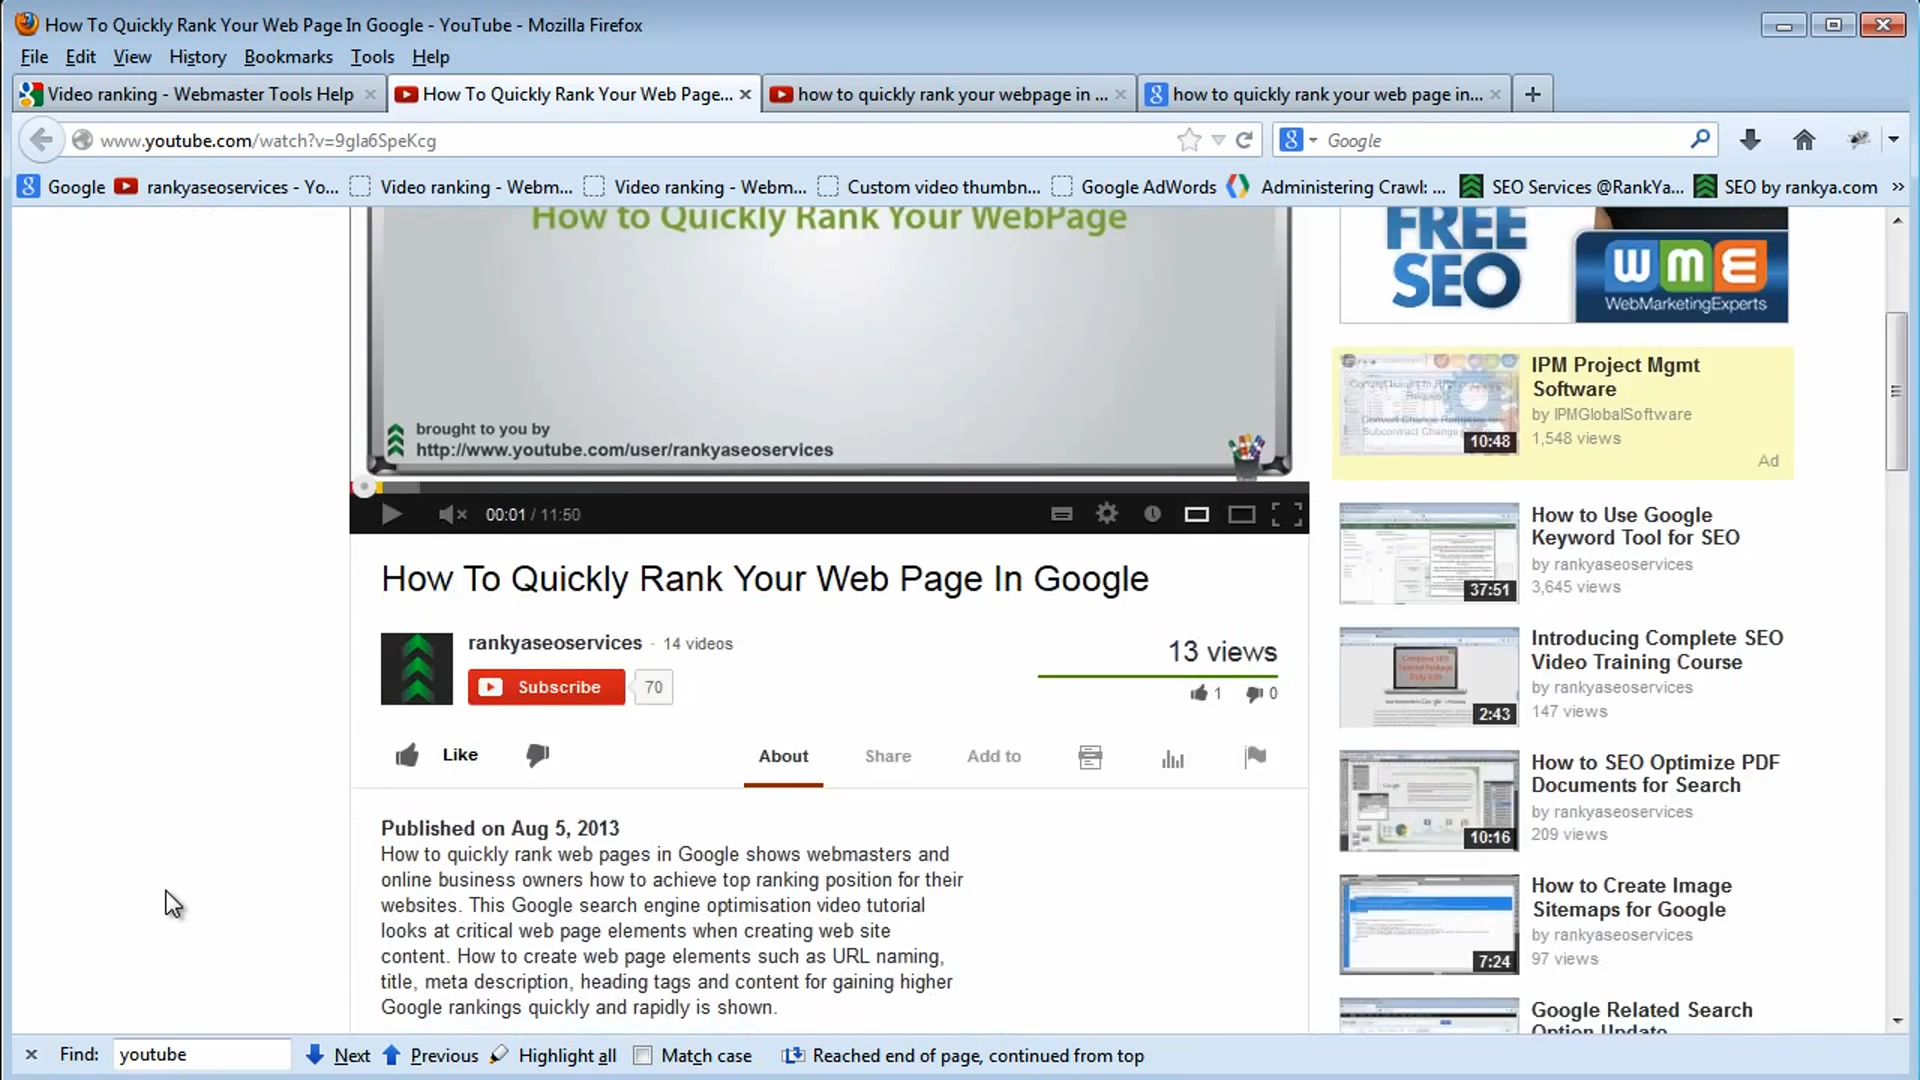 How To Quickly Rank Your Web Page In Google - YouTube - Mozilla Firefox
File Edit View History Bookmarks Tools Help
Video ranking - Webmaster Tools Help
How To Quickly Rank Your Web Page...
how to quickly rank your webpage in ...
how to quickly rank your web page in...
www.youtube.com/watch?v=9gla6SpeKcg
Google
Google
rankyaseoservices - Yo...
Video ranking - Webm...
Video ranking - Webm...
Custom video thumbn...
Google AdWords
Administering Crawl: ...
SEO Services @RankYa...
SEO by rankya.com
How to Quickly Rank Your WebPage
brought to you by
http://www.youtube.com/user/rankyaseoservices
00:01 / 11:50
How To Quickly Rank Your Web Page In Google
rankyaseoservices - 14 videos
Subscribe 70
13 views
1 0
Like
About Share Add to
Published on Aug 5, 2013
How to quickly rank web pages in Google shows webmasters and
online business owners how to achieve top ranking position for their
websites. This Google search engine optimisation video tutorial
looks at critical web page elements when creating web site
content. How to create web page elements such as URL naming,
title, meta description, heading tags and content for gaining higher
Google rankings quickly and rapidly is shown.
FREE
SEO
WME
WebMarketingExperts
10:48
IPM Project Mgmt
Software
by IPMGlobalSoftware
1,548 views
Ad
37:51
How to Use Google
Keyword Tool for SEO
by rankyaseoservices
3,645 views
2:43
Introducing Complete SEO
Video Training Course
by rankyaseoservices
147 views
10:16
How to SEO Optimize PDF
Documents for Search
by rankyaseoservices
209 views
7:24
How to Create Image
Sitemaps for Google
by rankyaseoservices
97 views
Google Related Search
Option Update
Find: youtube Next Previous Highlight all Match case Reached end of page, continued from top